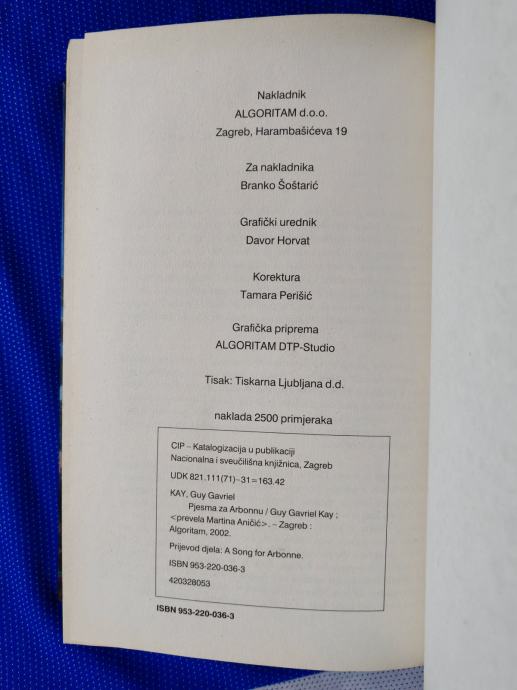 Nakladnik
ALGORITAM d.o.o.
Zagreb, Harambašićeva 19
Za nakladnika
Branko Šoštarić
Grafički urednik
Davor Horvat
Korektura
Tamara Perišić
Grafička priprema
ALGORITAM DTP-Studio
Tisak: Tiskarna Ljubljana d.d.
naklada 2500 primjeraka
CIP – Katalogizacija u publikaciji
Nacionalna i sveučilišna knjižnica, Zagreb
UDK 821.111(71)–31=163.42
KAY, Guy Gavriel
Pjesma za Arbonnu / Guy Gavriel Kay ;
<prevela Martina Aničić>. – Zagreb :
Algoritam, 2002.
Prijevod djela: A Song for Arbonne.
ISBN 953-220-036-3
420328053
ISBN 953-220-036-3